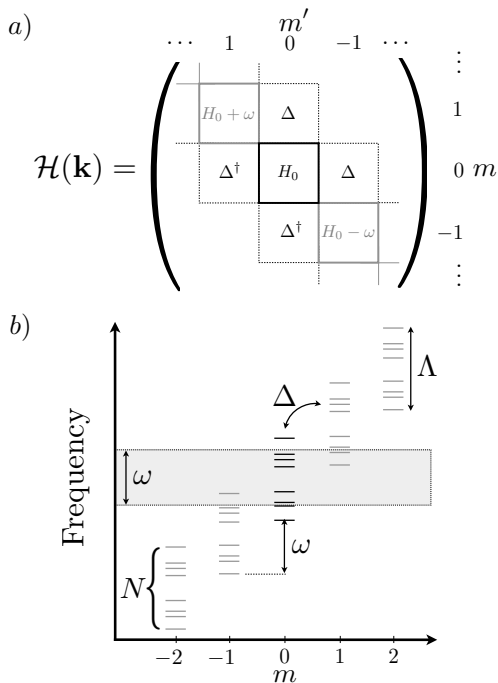 a)
m′
⋯ 1 0 −1 ⋯
⋮
H₀ + ω Δ 1
ℋ(𝐤) = Δ† H₀ Δ 0 m
Δ† H₀ − ω −1
⋮
b)
Λ
Δ
Frequency
ω
ω
N
−2 −1 0 1 2
m